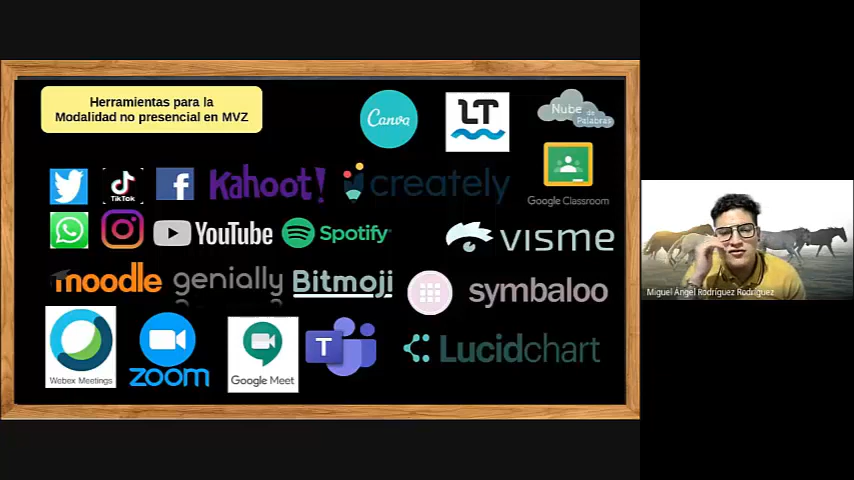 Herramientas para la
Modalidad no presencial en MVZ
Canva
LT
Nube de Palabras
TikTok
Kahoot!
creately
Google Classroom
YouTube
Spotify
VISME
moodle
genially
Bitmoji
symbaloo
Webex Meetings
zoom
Google Meet
T
Lucidchart
Miguel Ángel Rodríguez Rodríguez